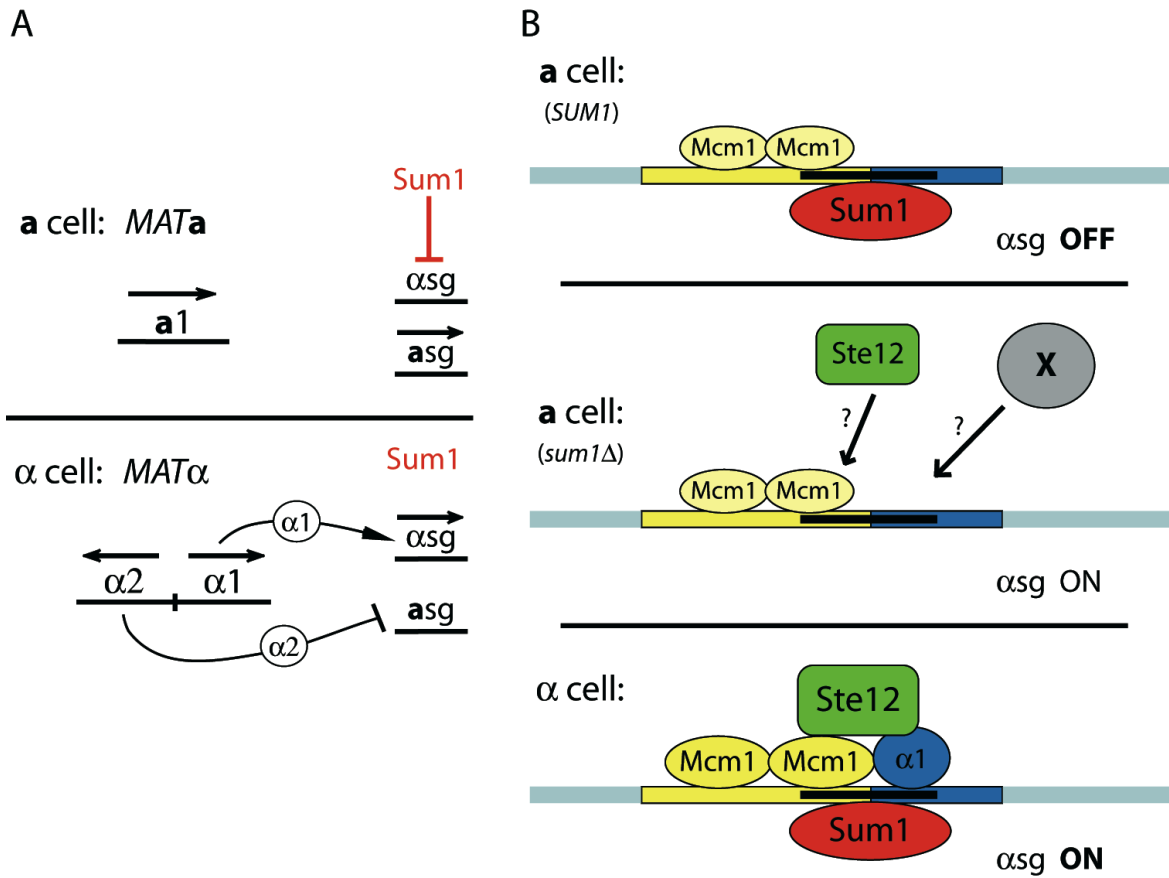 A
Sum1
a cell: MATa
αsg
a1
asg
α cell: MATα
Sum1
α1
αsg
α2 α1
asg
α2
B
a cell:
(SUM1)
Mcm1 Mcm1
Sum1
αsg OFF
Ste12
X
a cell:
? ?
(sum1Δ)
Mcm1 Mcm1
αsg ON
α cell:
Ste12
Mcm1 Mcm1 α1
Sum1
αsg ON